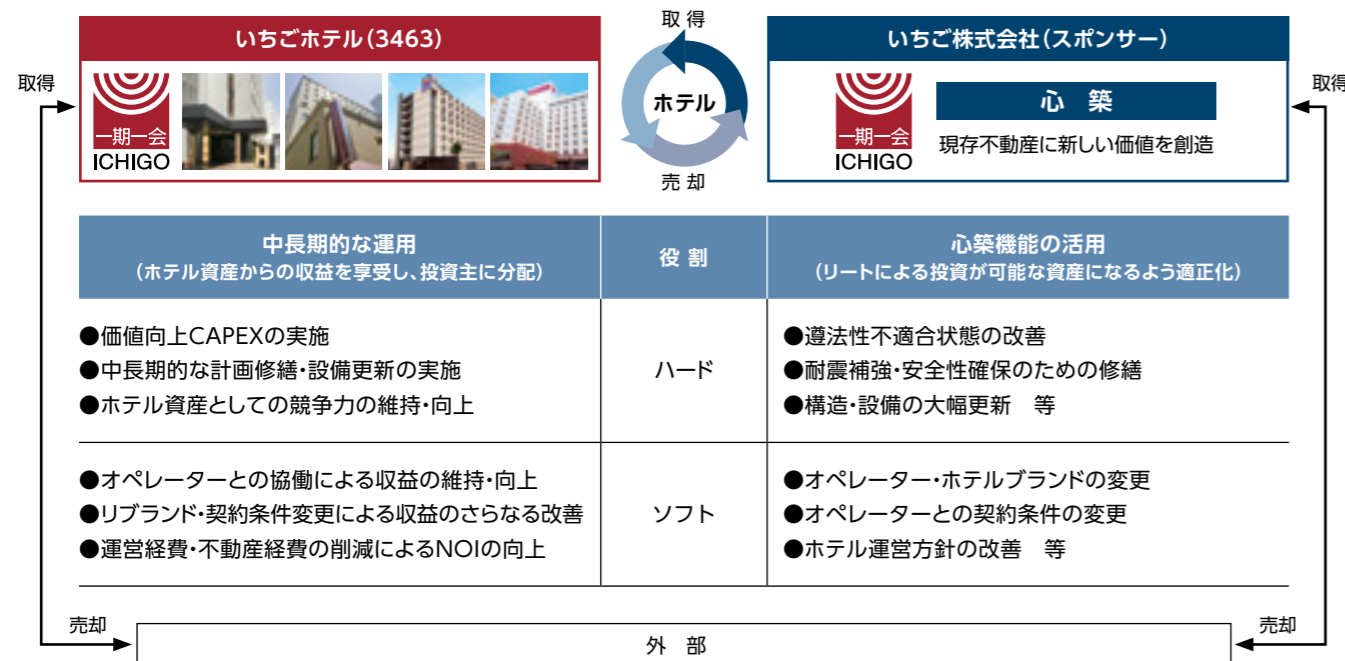 取得
いちごホテル（3463）
いちご株式会社（スポンサー）
取得
取得
一期一会
ICHIGO
ホテル
一期一会
ICHIGO
心築
現存不動産に新しい価値を創造
売却
中長期的な運用
（ホテル資産からの収益を享受し、投資主に分配）
役割
心築機能の活用
（リートによる投資が可能な資産になるよう適正化）
●価値向上CAPEXの実施
●中長期的な計画修繕・設備更新の実施
●ホテル資産としての競争力の維持・向上
ハード
●遵法性不適合状態の改善
●耐震補強・安全性確保のための修繕
●構造・設備の大幅更新　等
●オペレーターとの協働による収益の維持・向上
●リブランド・契約条件変更による収益のさらなる改善
●運営経費・不動産経費の削減によるNOIの向上
ソフト
●オペレーター・ホテルブランドの変更
●オペレーターとの契約条件の変更
●ホテル運営方針の改善　等
売却
外部
売却